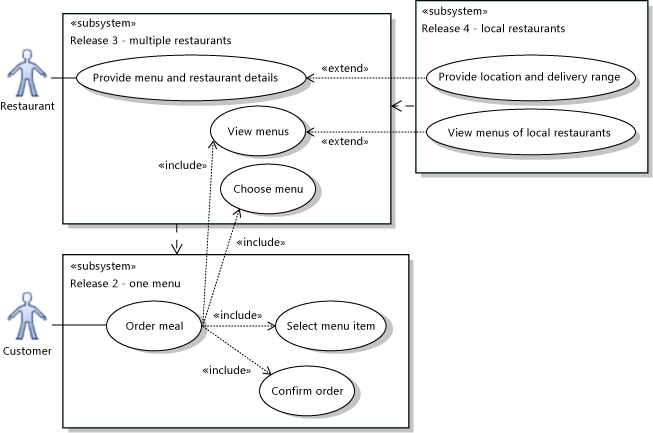 «subsystem»
Release 3 - multiple restaurants
«subsystem»
Release 4 - local restaurants
Restaurant
Provide menu and restaurant details
«extend»
Provide location and delivery range
View menus
«extend»
View menus of local restaurants
«include»
Choose menu
«include»
«subsystem»
Release 2 - one menu
Customer
Order meal
«include»
Select menu item
«include»
Confirm order